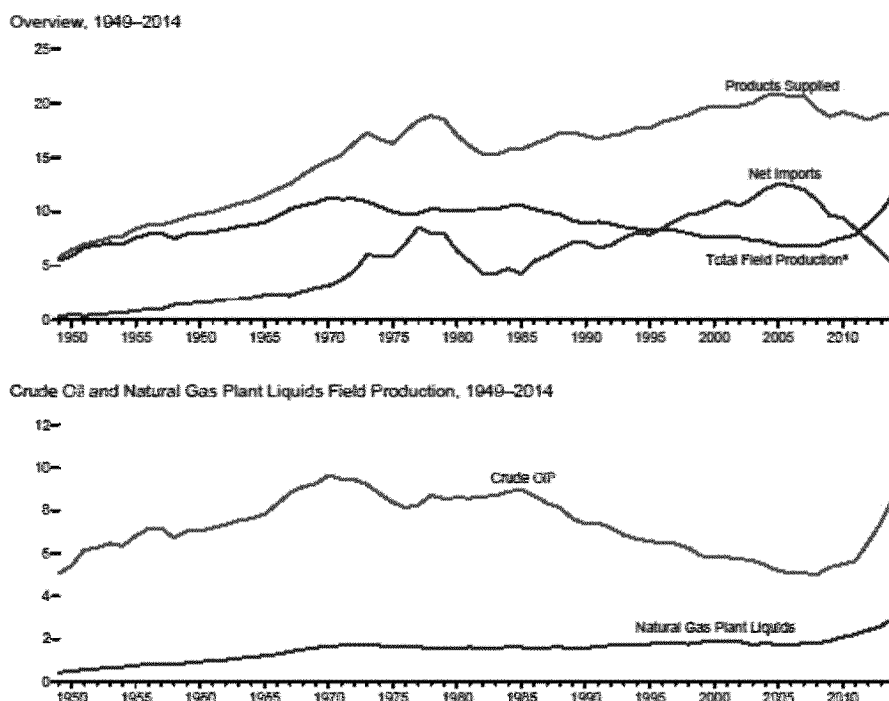 Overview, 1949–2014
25
Products Supplied
20
15
Net Imports
10
5
Total Field Production*
0
1950 1955 1960 1965 1970 1975 1980 1985 1990 1995 2000 2005 2010
Crude Oil and Natural Gas Plant Liquids Field Production, 1949–2014
12
10
Crude Oil
8
6
4
Natural Gas Plant Liquids
2
0
1950 1955 1960 1965 1970 1975 1980 1985 1990 1995 2000 2005 2010